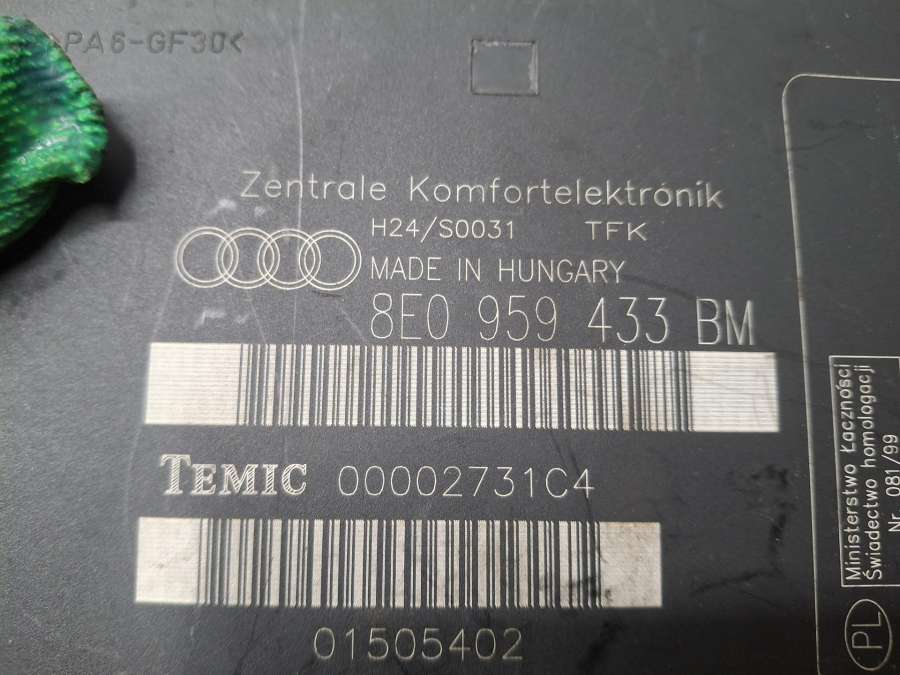 PA6-GF30<
Zentrale Komfortelektronik
H24/S0031 TFK
MADE IN HUNGARY
8E0 959 433 BM
TEMIC 00002731C4
01505402
Ministerstwo Łączności
Świadectwo homologacji
Nr 081/99
PL